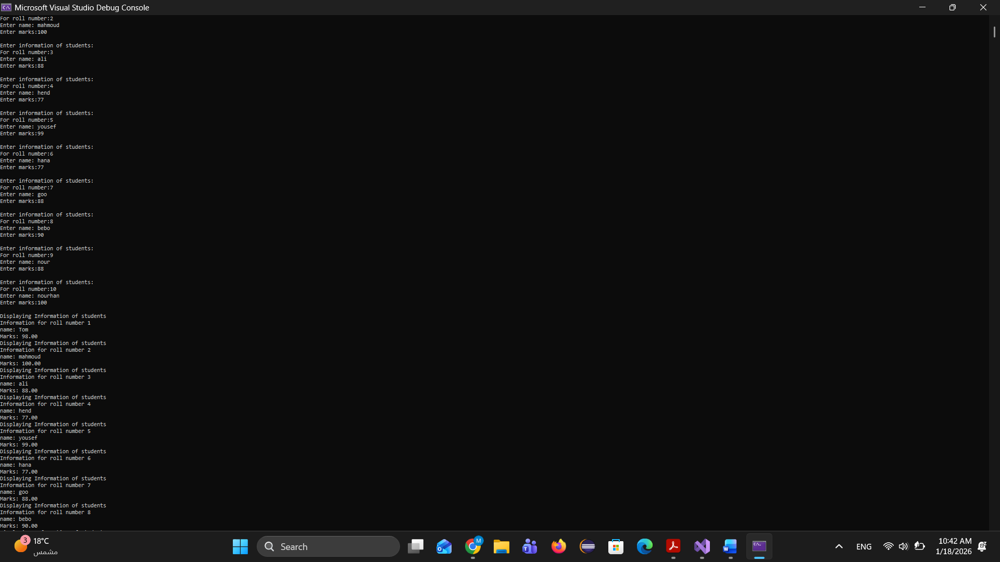 Microsoft Visual Studio Debug Console
For roll number:2
Enter name: mahmoud
Enter marks:100
Enter information of students:
For roll number:3
Enter name: ali
Enter marks:88
Enter information of students:
For roll number:4
Enter name: hend
Enter marks:77
Enter information of students:
For roll number:5
Enter name: yousef
Enter marks:99
Enter information of students:
For roll number:6
Enter name: hana
Enter marks:77
Enter information of students:
For roll number:7
Enter name: goo
Enter marks:88
Enter information of students:
For roll number:8
Enter name: bebo
Enter marks:90
Enter information of students:
For roll number:9
Enter name: nour
Enter marks:88
Enter information of students:
For roll number:10
Enter name: nourhan
Enter marks:100
Displaying Information of students
Information for roll number 1
name: Tom
Marks: 98.00
Displaying Information of students
Information for roll number 2
name: mahmoud
Marks: 100.00
Displaying Information of students
Information for roll number 3
name: ali
Marks: 88.00
Displaying Information of students
Information for roll number 4
name: hend
Marks: 77.00
Displaying Information of students
Information for roll number 5
name: yousef
Marks: 99.00
Displaying Information of students
Information for roll number 6
name: hana
Marks: 77.00
Displaying Information of students
Information for roll number 7
name: goo
Marks: 88.00
Displaying Information of students
Information for roll number 8
name: bebo
Marks: 90.00
3
18°C
مشمس
Search
M
ENG
10:42 AM
1/18/2026